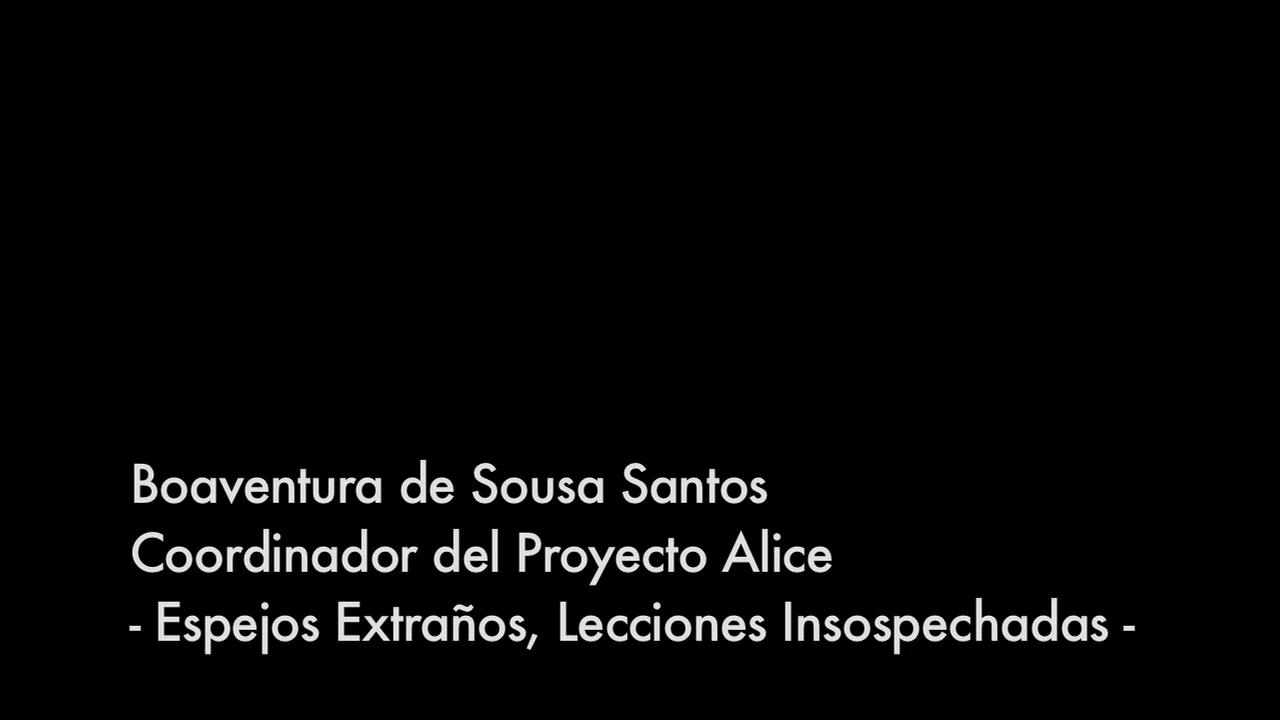 Boaventura de Sousa Santos
Coordinador del Proyecto Alice
- Espejos Extraños, Lecciones Insospechadas -